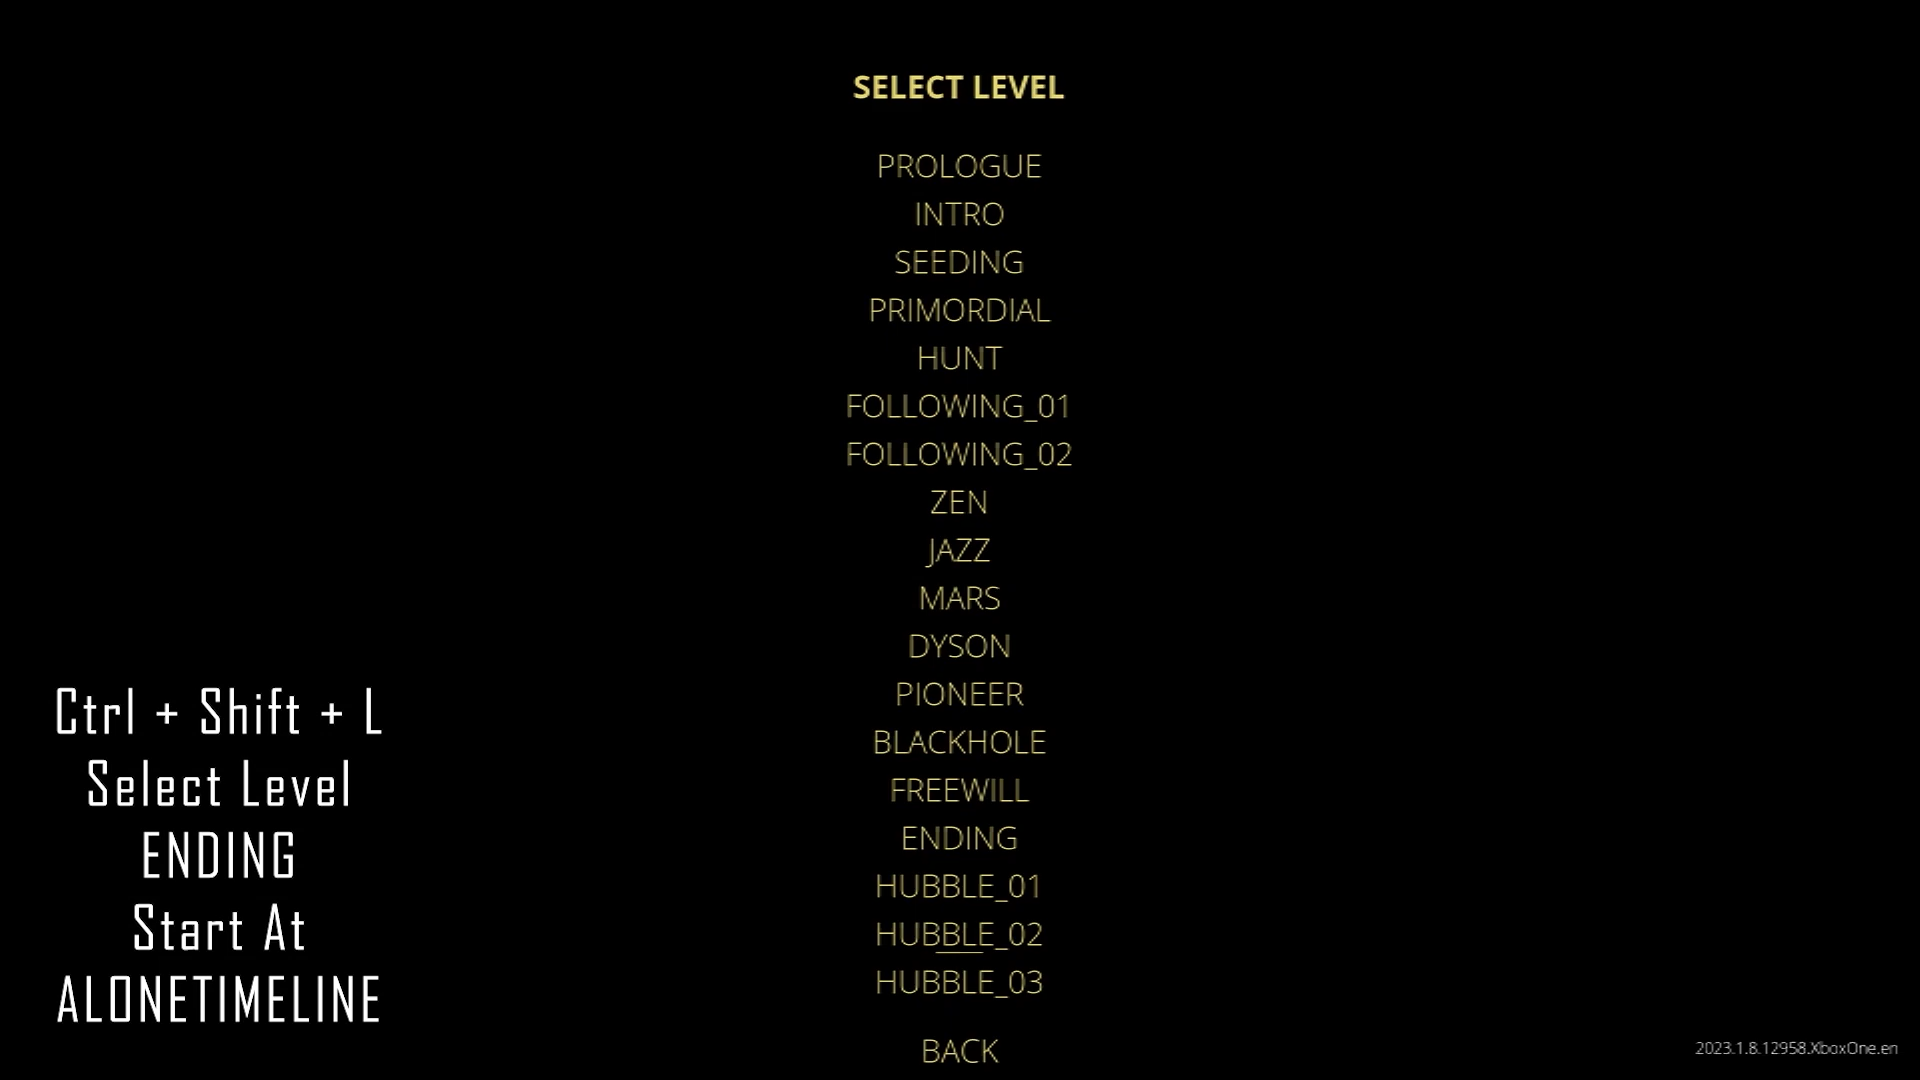 SELECT LEVEL
PROLOGUE
INTRO
SEEDING
PRIMORDIAL
HUNT
FOLLOWING_01
FOLLOWING_02
ZEN
JAZZ
MARS
DYSON
PIONEER
BLACKHOLE
FREEWILL
ENDING
HUBBLE_01
HUBBLE_02
HUBBLE_03
BACK
Ctrl + Shift + L
Select Level
ENDING
Start At
ALONETIMELINE
2023.1.8.12958.XboxOne.en